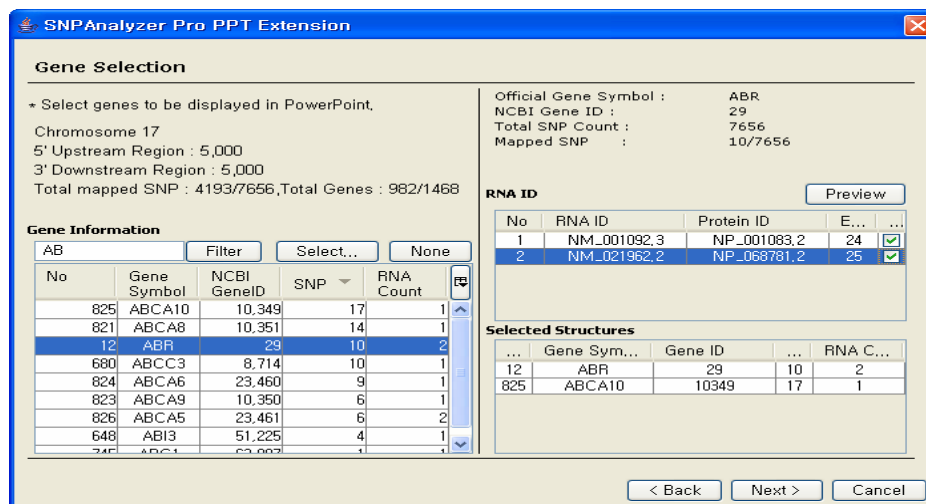 SNPAnalyzer Pro PPT Extension
Gene Selection
* Select genes to be displayed in PowerPoint,
Chromosome 17
5' Upstream Region : 5,000
3' Downstream Region : 5,000
Total mapped SNP : 4193/7656,Total Genes : 982/1468
Gene Information
AB Filter Select,,, None
No Gene Symbol NCBI GeneID SNP RNA Count
825 ABCA10 10,349 17 1
821 ABCA8 10,351 14 1
12 ABR 29 10 2
680 ABCC3 8,714 10 1
824 ABCA6 23,460 9 1
823 ABCA9 10,350 6 1
826 ABCA5 23,461 6 2
648 ABI3 51,225 4 1
Official Gene Symbol : ABR
NCBI Gene ID : 29
Total SNP Count : 7656
Mapped SNP : 10/7656
RNA ID Preview
No RNA ID Protein ID E... ...
1 NM_001092,3 NP_001083,2 24
2 NM_021962,2 NP_068781,2 25
Selected Structures
... Gene Sym... Gene ID ... RNA C...
12 ABR 29 10 2
825 ABCA10 10349 17 1
< Back Next > Cancel